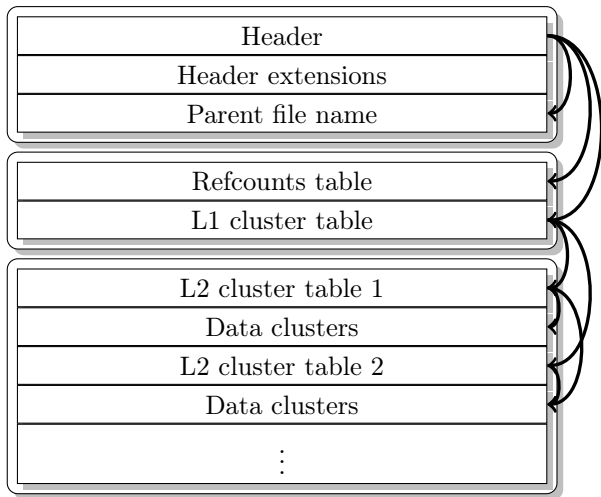 Header
Header extensions
Parent file name
Refcounts table
L1 cluster table
L2 cluster table 1
Data clusters
L2 cluster table 2
Data clusters
⋮